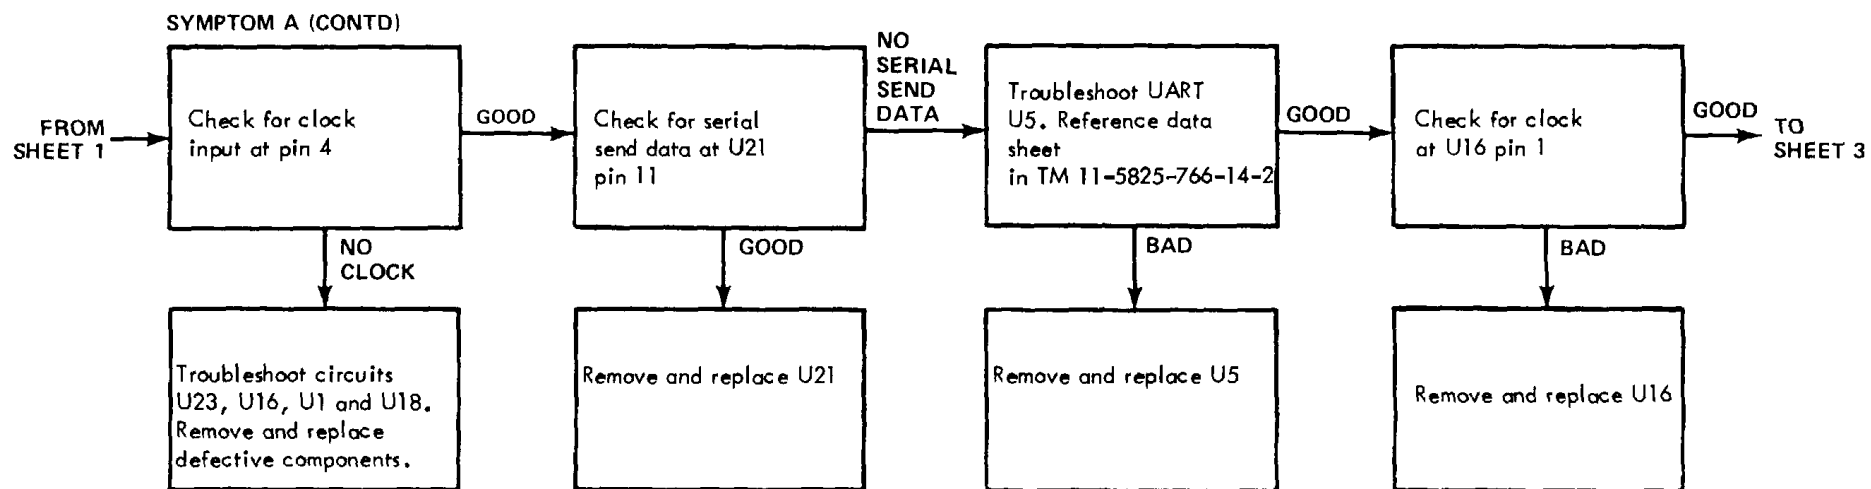 SYMPTOM A (CONTD)
FROM
SHEET 1
Check for clock
input at pin 4
GOOD
Check for serial
send data at U21
pin 11
NO
SERIAL
SEND
DATA
Troubleshoot UART
U5. Reference data
sheet
in TM 11-5825-766-14-2
GOOD
Check for clock
at U16 pin 1
GOOD
TO
SHEET 3
NO
CLOCK
GOOD
BAD
BAD
Troubleshoot circuits
U23, U16, U1 and U18.
Remove and replace
defective components.
Remove and replace U21
Remove and replace U5
Remove and replace U16